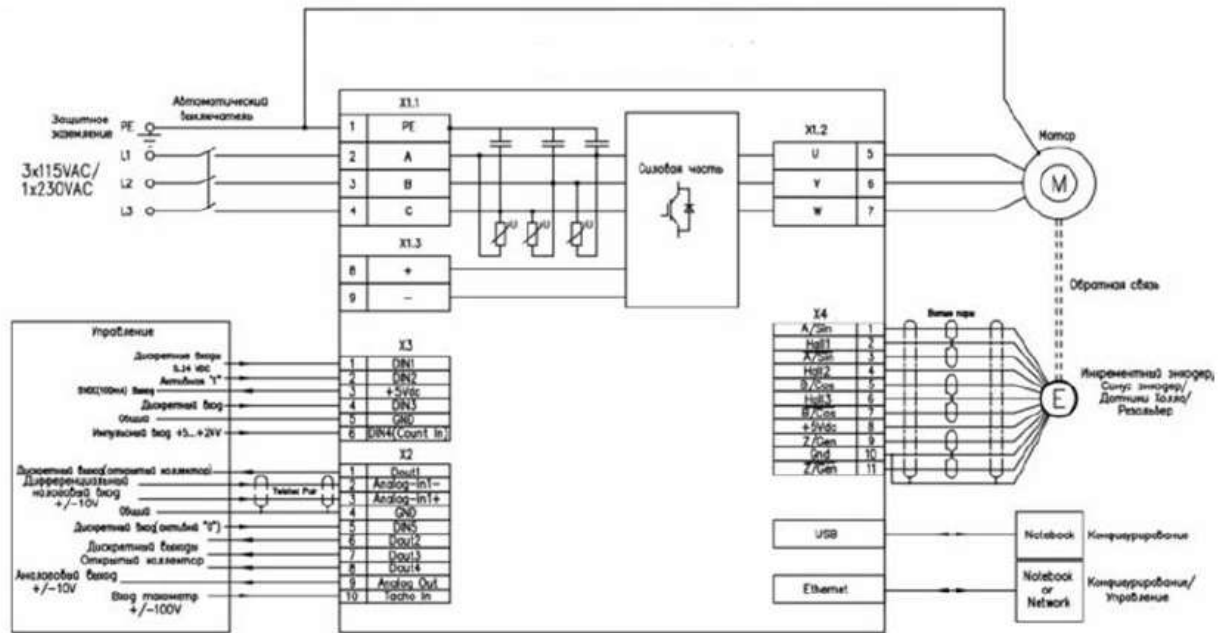 Защитное
заземление
PE
Автоматический
выключатель
L1
L2
L3
3x115VAC/
1x230VAC
X1.1
1 PE
2 A
3 B
4 C
X1.3
8 +
9 -
U
U
U
Силовая часть
X1.2
U 5
V 6
W 7
Мотор
M
Обратная связь
Управление
Дискретные входы
5..24 VDC
Активная "1"
Выход
Дискретный вход
Общий
Импульсный вход +5...+24V
X3
1 DIN1
2 DIN2
3 +5Vdc
4 DIN3
5 GND
6 DIN4(Count In)
Дискретный выход(открытый коллектор)
Дифференциальный
аналоговый вход
+/-10V
Общий
Дискретный вход(активный "0")
Дискретные выходы
Открытый коллектор
Аналоговый выход
+/-10V
Вход тахометр
+/-100V
X2
1 Dout1
2 Analog-In1-
3 Analog-In1+
4 GND
5 DIN5
6 Dout2
7 Dout3
8 Dout4
9 Analog Out
10 Tacho In
X4
A/Sin 1
Hall1 2
A/Sin 3
Hall2 4
B/Cos 5
Hall3 6
B/Cos 7
+5Vdc 8
Z/Gen 9
Gnd 10
Z/Gen 11
Витые пары
E
Инкрементный энкодер,
Синус энкодер/
Датчики Холла/
Резольвер
USB
Notebook
Конфигурирование
Ethernet
Notebook
or
Network
Конфигурирование/
Управление